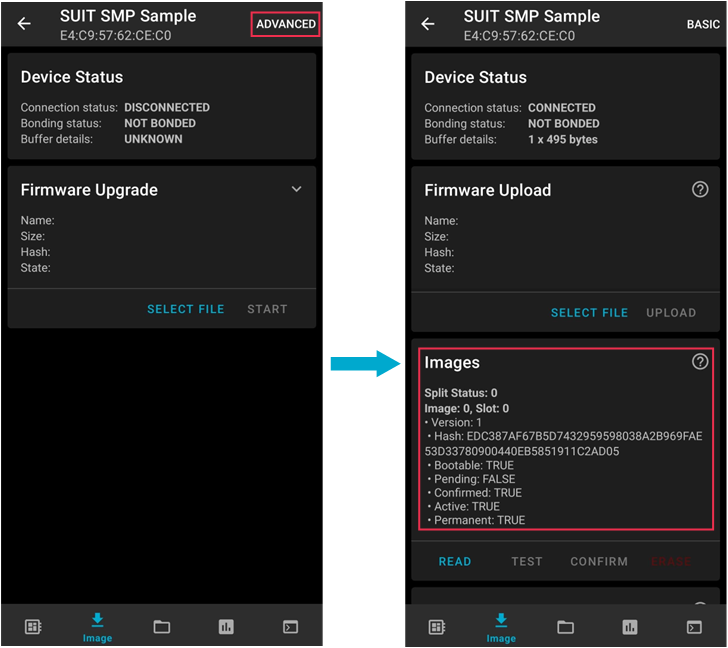 SUIT SMP Sample
E4:C9:57:62:CE:C0
ADVANCED
Device Status
Connection status: DISCONNECTED
Bonding status: NOT BONDED
Buffer details: UNKNOWN
Firmware Upgrade
Name:
Size:
Hash:
State:
SELECT FILE START
Image
SUIT SMP Sample
E4:C9:57:62:CE:C0
BASIC
Device Status
Connection status: CONNECTED
Bonding status: NOT BONDED
Buffer details: 1 x 495 bytes
Firmware Upload
Name:
Size:
Hash:
State:
SELECT FILE UPLOAD
Images
Split Status: 0
Image: 0, Slot: 0
• Version: 1
• Hash: EDC387AF67B5D7432959598038A2B969FAE
53D33780900440EB5851911C2AD05
• Bootable: TRUE
• Pending: FALSE
• Confirmed: TRUE
• Active: TRUE
• Permanent: TRUE
READ TEST CONFIRM ERASE
Image